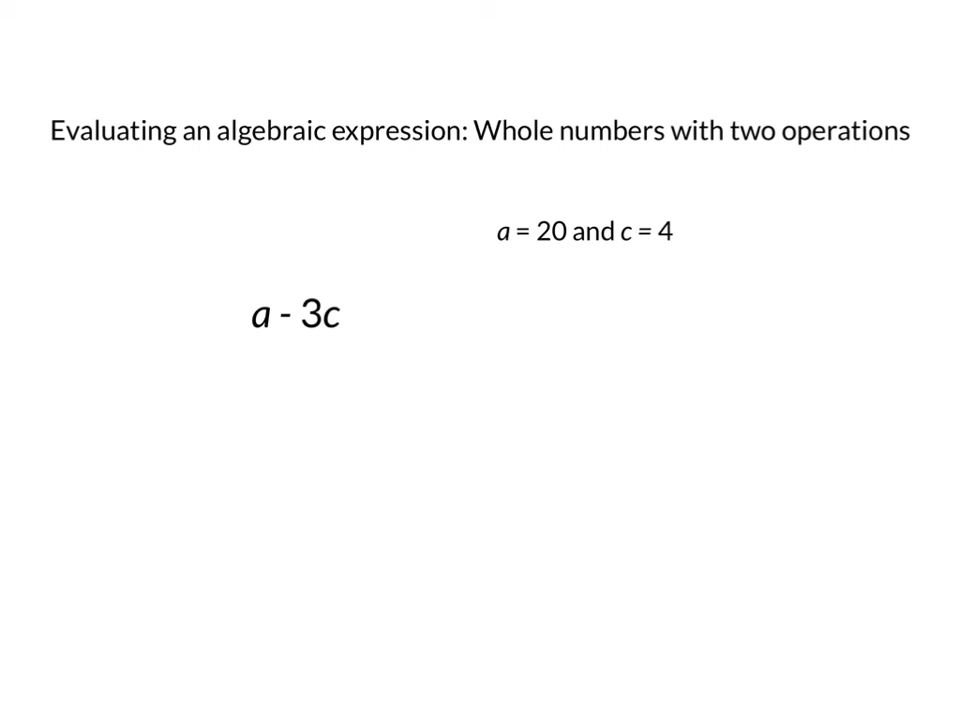 Evaluating an algebraic expression: Whole numbers with two operations
a = 20 and c = 4
a - 3c